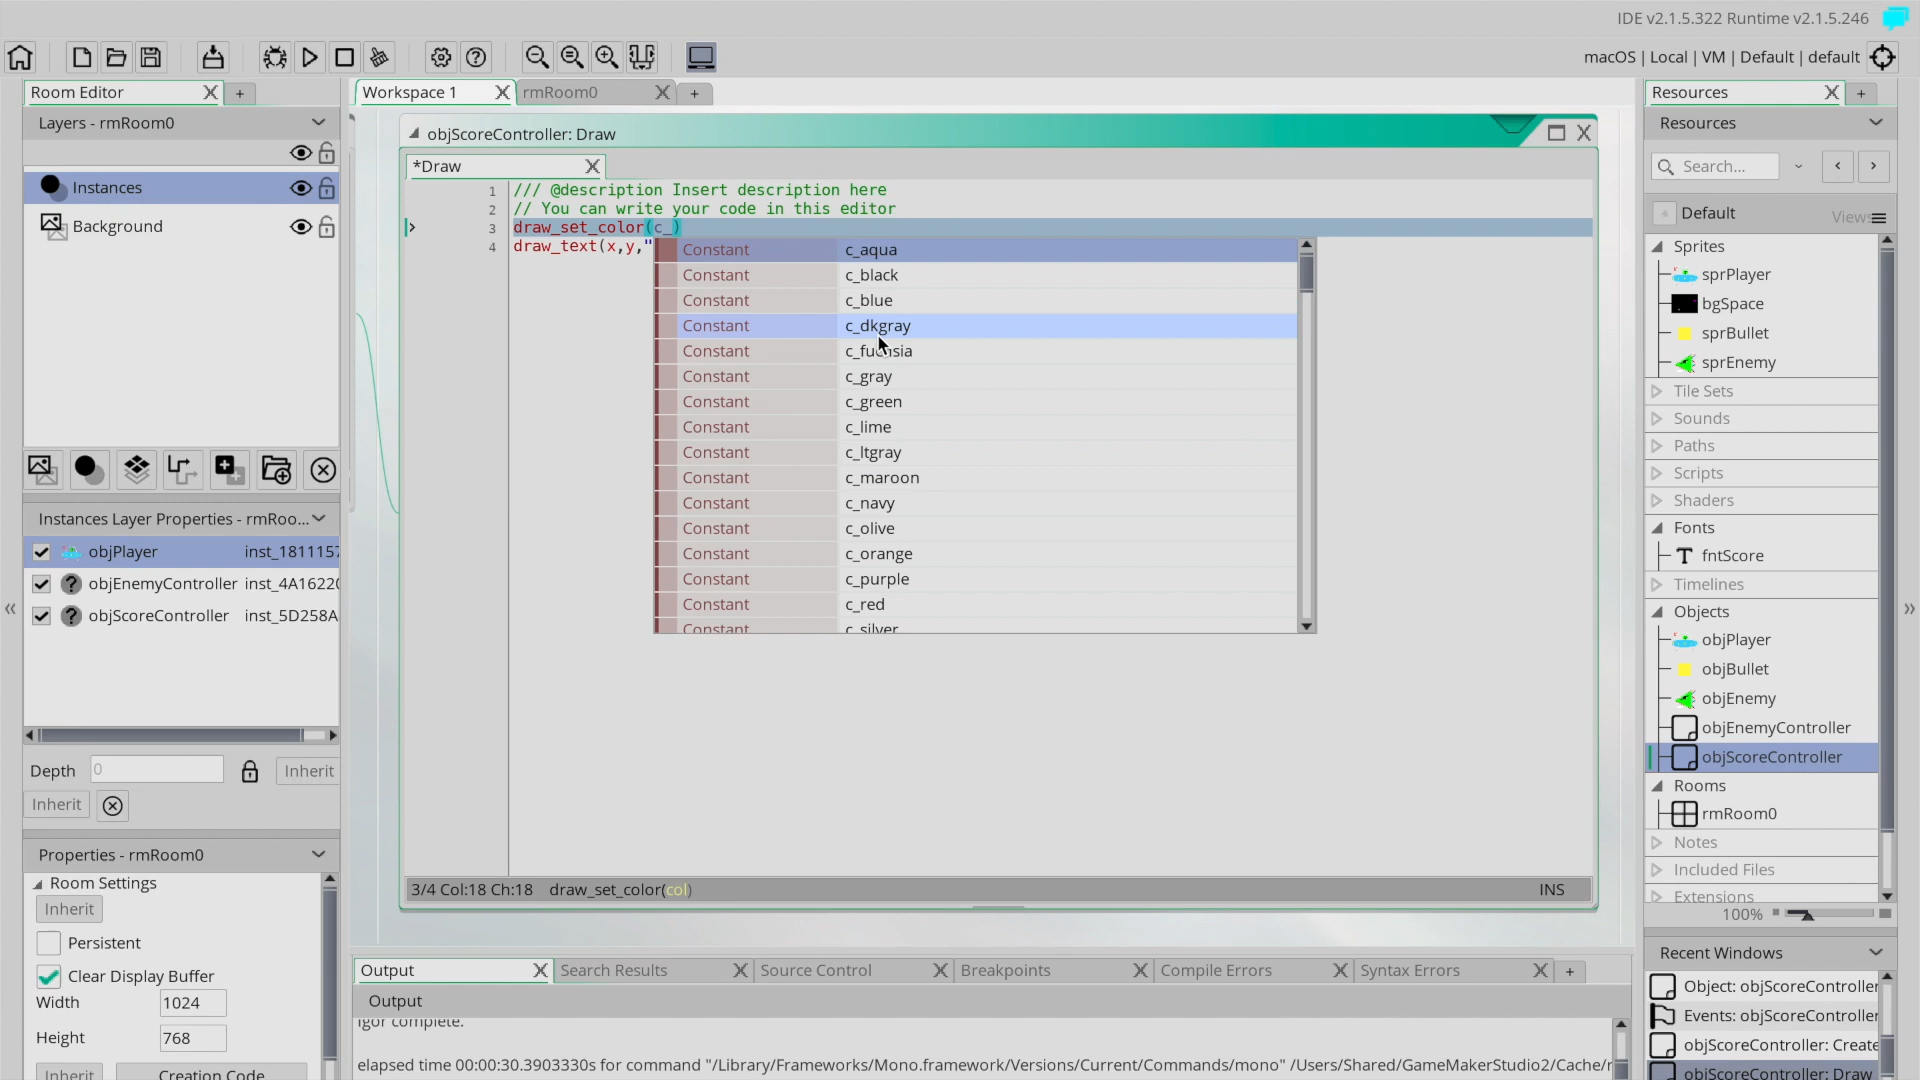 IDE v2.1.5.322 Runtime v2.1.5.246
macOS | Local | VM | Default | default
Room Editor
+
Layers - rmRoom0
Instances
Background
Instances Layer Properties - rmRoo...
objPlayer inst_1811157
objEnemyController inst_4A16220
objScoreController inst_5D258A
Depth 0 Inherit
Inherit
Properties - rmRoom0
Room Settings
Inherit
Persistent
Clear Display Buffer
Width 1024
Height 768
Inherit Creation Code
Workspace 1 rmRoom0 +
objScoreController: Draw
*Draw
1 /// @description Insert description here
2 // You can write your code in this editor
3 draw_set_color(c_)
4 draw_text(x,y,"
Constant c_aqua
Constant c_black
Constant c_blue
Constant c_dkgray
Constant c_fuchsia
Constant c_gray
Constant c_green
Constant c_lime
Constant c_ltgray
Constant c_maroon
Constant c_navy
Constant c_olive
Constant c_orange
Constant c_purple
Constant c_red
Constant c_silver
3/4 Col:18 Ch:18 draw_set_color(col) INS
Output Search Results Source Control Breakpoints Compile Errors Syntax Errors +
Output
Igor complete.
elapsed time 00:00:30.3903330s for command "/Library/Frameworks/Mono.framework/Versions/Current/Commands/mono" /Users/Shared/GameMakerStudio2/Cache/r
Resources
+
Resources
Search...
Default Views
Sprites
sprPlayer
bgSpace
sprBullet
sprEnemy
Tile Sets
Sounds
Paths
Scripts
Shaders
Fonts
fntScore
Timelines
Objects
objPlayer
objBullet
objEnemy
objEnemyController
objScoreController
Rooms
rmRoom0
Notes
Included Files
Extensions
100%
Recent Windows
Object: objScoreController
Events: objScoreController
objScoreController: Create
objScoreController: Draw